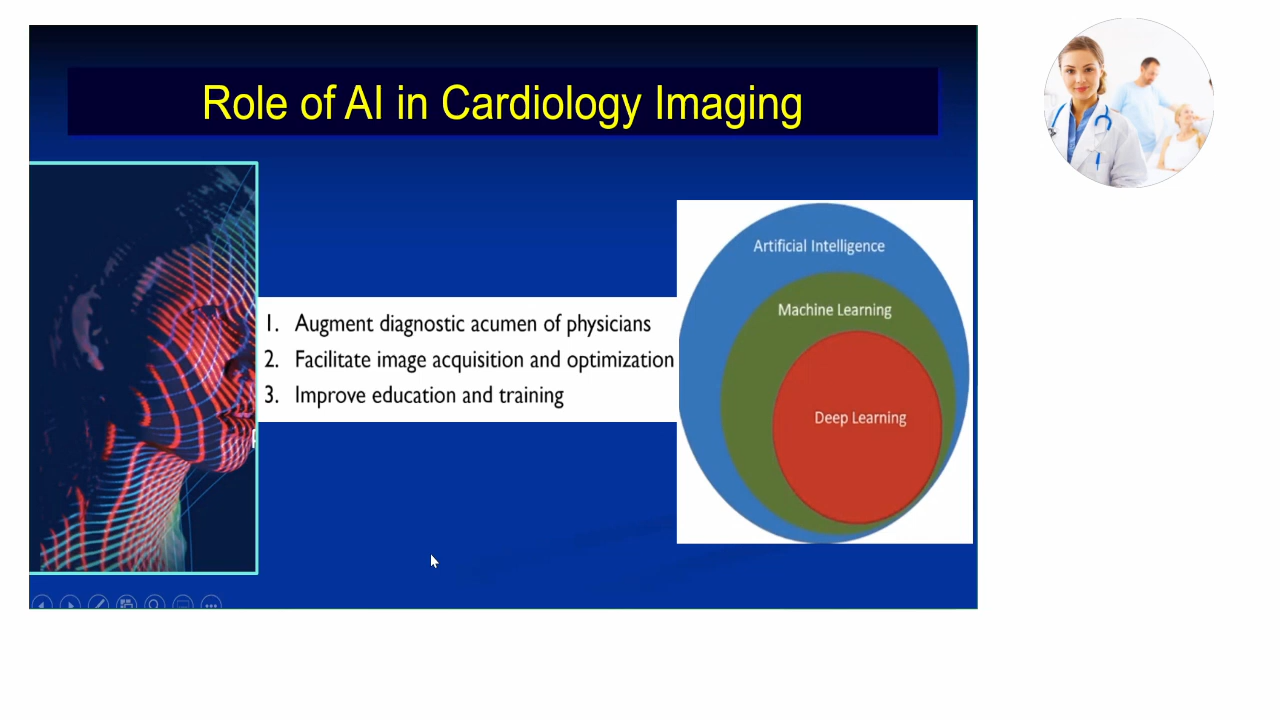 Role of AI in Cardiology Imaging
1. Augment diagnostic acumen of physicians
2. Facilitate image acquisition and optimization
3. Improve education and training
Artificial Intelligence
Machine Learning
Deep Learning